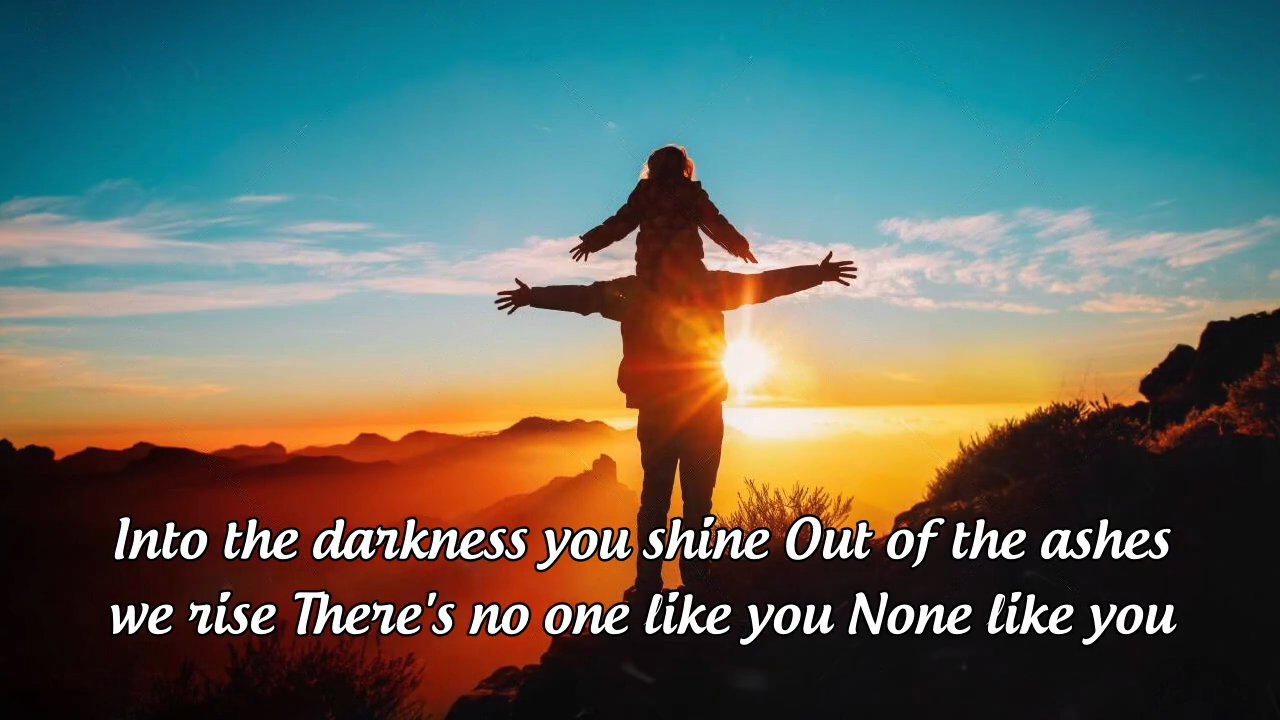 Into the darkness you shine Out of the ashes
we rise There's no one like you None like you